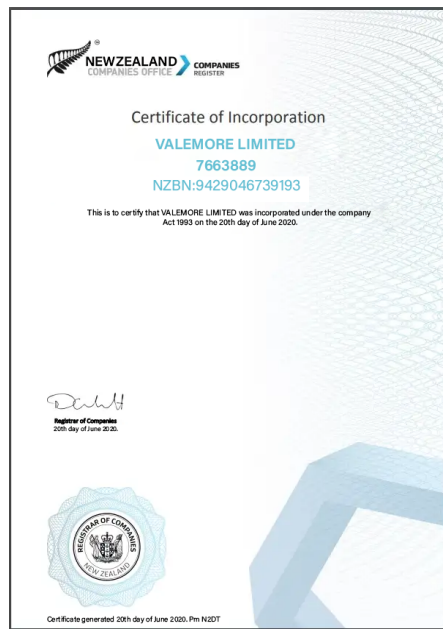 NEWZEALAND
COMPANIES OFFICE
COMPANIES
REGISTER
Certificate of Incorporation
VALEMORE LIMITED
7663889
NZBN:9429046739193
This is to certify that VALEMORE LIMITED was incorporated under the company
Act 1993 on the 20th day of June 2020.
Registrar of Companies
20th day of June 2020.
REGISTRAR OF COMPANIES
NEW ZEALAND
Certificate generated 20th day of June 2020. Pm N2DT